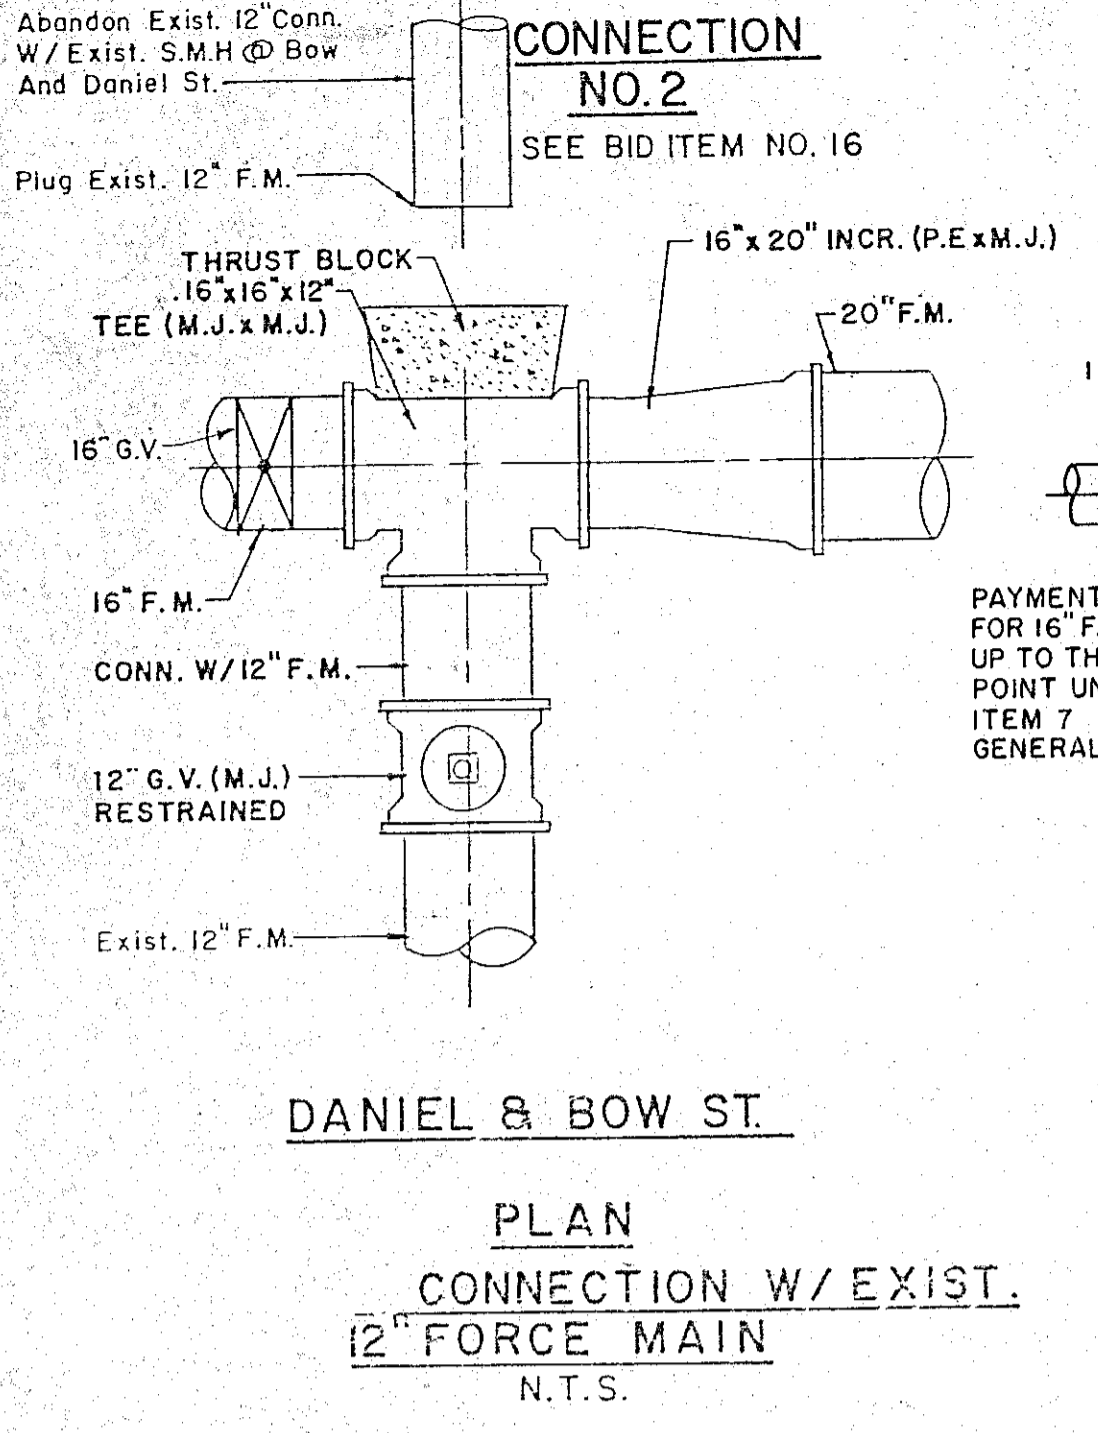 Abandon Exist. 12" Conn.
W/ Exist. S.M.H @ Bow
And Daniel St.
CONNECTION
NO. 2
SEE BID ITEM NO. 16
Plug Exist. 12" F.M.
THRUST BLOCK
16"x16"x12"
TEE (M.J. x M.J.)
16"x 20" INCR. (P.E x M.J.)
20" F.M.
16" G.V.
16" F.M.
CONN. W/12" F.M.
12" G.V. (M.J.)
RESTRAINED
Exist. 12" F.M.
PAYMENT
FOR 16" F.
UP TO TH
POINT UN
ITEM 7
GENERAL
DANIEL & BOW ST.
PLAN
CONNECTION W/ EXIST.
12" FORCE MAIN
N.T.S.